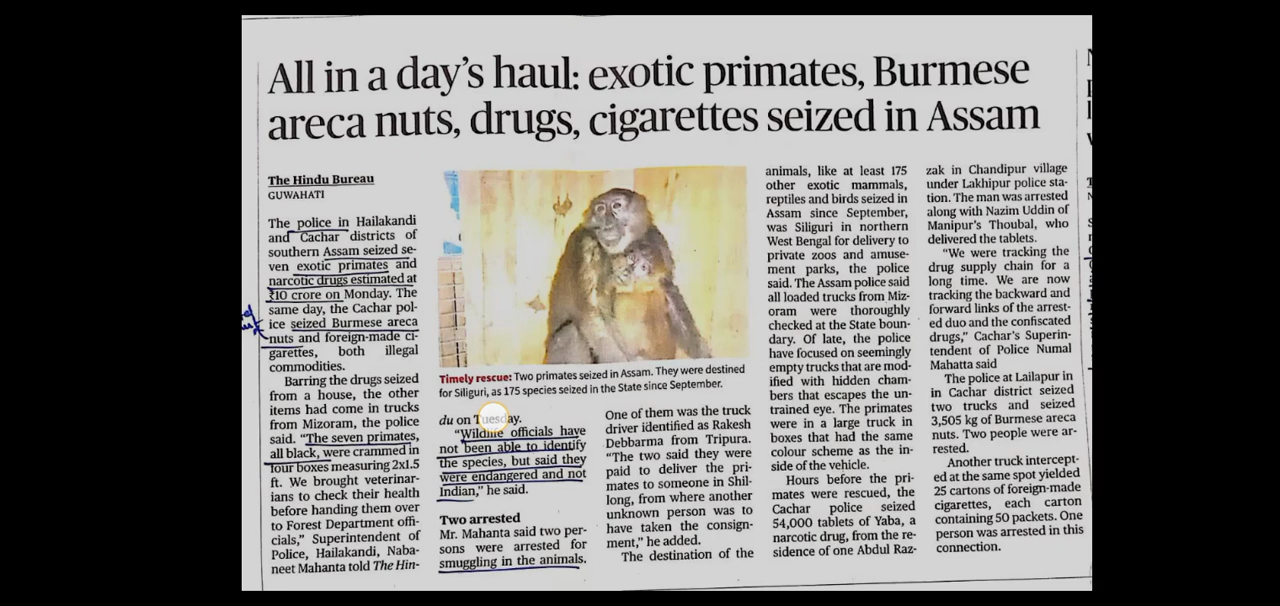 All in a day's haul: exotic primates, Burmese
areca nuts, drugs, cigarettes seized in Assam
The Hindu Bureau
GUWAHATI
The police in Hailakandi
and Cachar districts of
southern Assam seized se-
ven exotic primates and
narcotic drugs estimated at
₹10 crore on Monday. The
same day, the Cachar pol-
ice seized Burmese areca
nuts and foreign-made ci-
garettes, both illegal
commodities.
Barring the drugs seized
from a house, the other
items had come in trucks
from Mizoram, the police
said. "The seven primates,
all black, were crammed in
four boxes measuring 2x1.5
ft. We brought veterinar-
ians to check their health
before handing them over
to Forest Department offi-
cials," Superintendent of
Police, Hailakandi, Naba-
neet Mahanta told The Hin-
Timely rescue: Two primates seized in Assam. They were destined
for Siliguri, as 175 species seized in the State since September.
du on Tuesday.
"Wildlife officials have
not been able to identify
the species, but said they
were endangered and not
Indian," he said.
Two arrested
Mr. Mahanta said two per-
sons were arrested for
smuggling in the animals.
One of them was the truck
driver identified as Rakesh
Debbarma from Tripura.
"The two said they were
paid to deliver the pri-
mates to someone in Shil-
long, from where another
unknown person was to
have taken the consign-
ment," he added.
The destination of the
animals, like at least 175
other exotic mammals,
reptiles and birds seized in
Assam since September,
was Siliguri in northern
West Bengal for delivery to
private zoos and amuse-
ment parks, the police
said. The Assam police said
all loaded trucks from Miz-
oram were thoroughly
checked at the State boun-
dary. Of late, the police
have focused on seemingly
empty trucks that are mod-
ified with hidden cham-
bers that escapes the un-
trained eye. The primates
were in a large truck in
boxes that had the same
colour scheme as the in-
side of the vehicle.
Hours before the pri-
mates were rescued, the
Cachar police seized
54,000 tablets of Yaba, a
narcotic drug, from the re-
sidence of one Abdul Raz-
zak in Chandipur village
under Lakhipur police sta-
tion. The man was arrested
along with Nazim Uddin of
Manipur's Thoubal, who
delivered the tablets.
"We were tracking the
drug supply chain for a
long time. We are now
tracking the backward and
forward links of the arrest-
ed duo and the confiscated
drugs," Cachar's Superin-
tendent of Police Numal
Mahatta said
The police at Lailapur in
in Cachar district seized
two trucks and seized
3,505 kg of Burmese areca
nuts. Two people were ar-
rested.
Another truck intercept-
ed at the same spot yielded
25 cartons of foreign-made
cigarettes, each carton
containing 50 packets. One
person was arrested in this
connection.